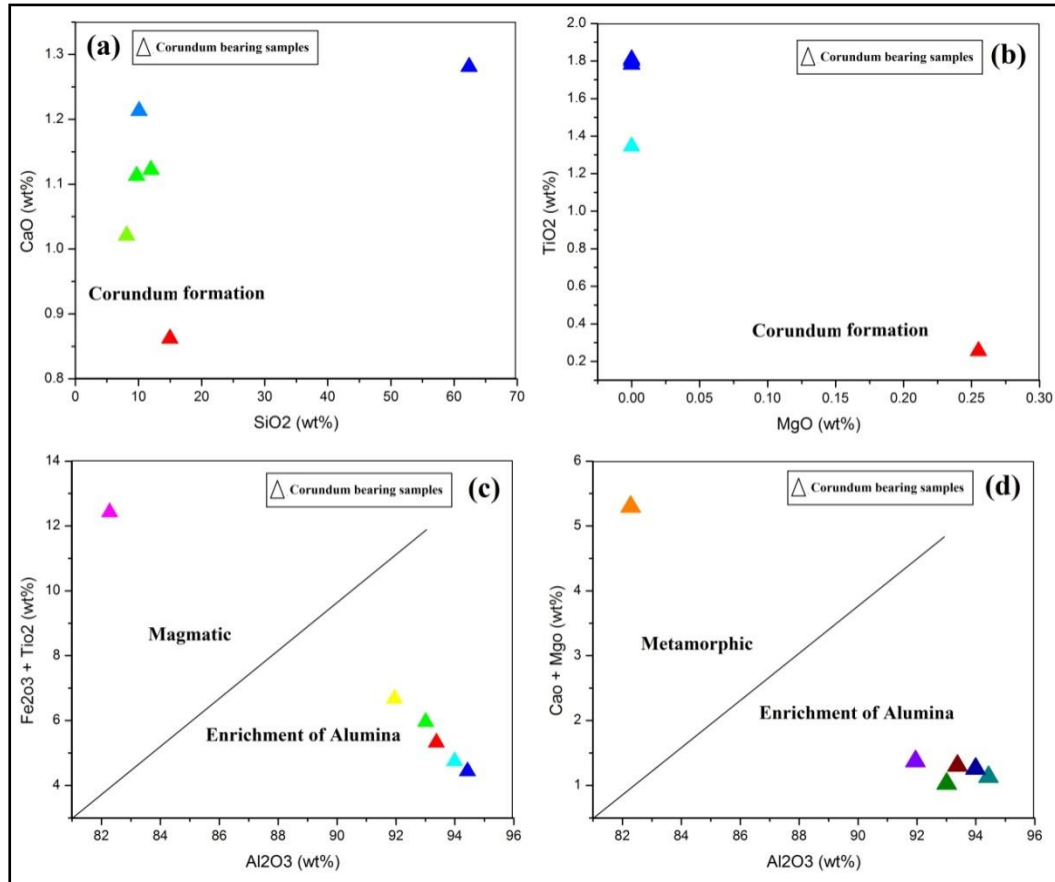 (a)
Corundum bearing samples
1.3
1.2
1.1
1.0
0.9
0.8
CaO (wt%)
Corundum formation
0 10 20 30 40 50 60 70
SiO2 (wt%)
(b)
Corundum bearing samples
2.0
1.8
1.6
1.4
1.2
1.0
0.8
0.6
0.4
0.2
TiO2 (wt%)
Corundum formation
0.00 0.05 0.10 0.15 0.20 0.25 0.30
MgO (wt%)
(c)
Corundum bearing samples
14
12
10
8
6
4
Fe2o3 + Tio2 (wt%)
Magmatic
Enrichment of Alumina
82 84 86 88 90 92 94 96
Al2O3 (wt%)
(d)
Corundum bearing samples
6
5
4
3
2
1
Cao + Mgo (wt%)
Metamorphic
Enrichment of Alumina
82 84 86 88 90 92 94 96
Al2O3 (wt%)